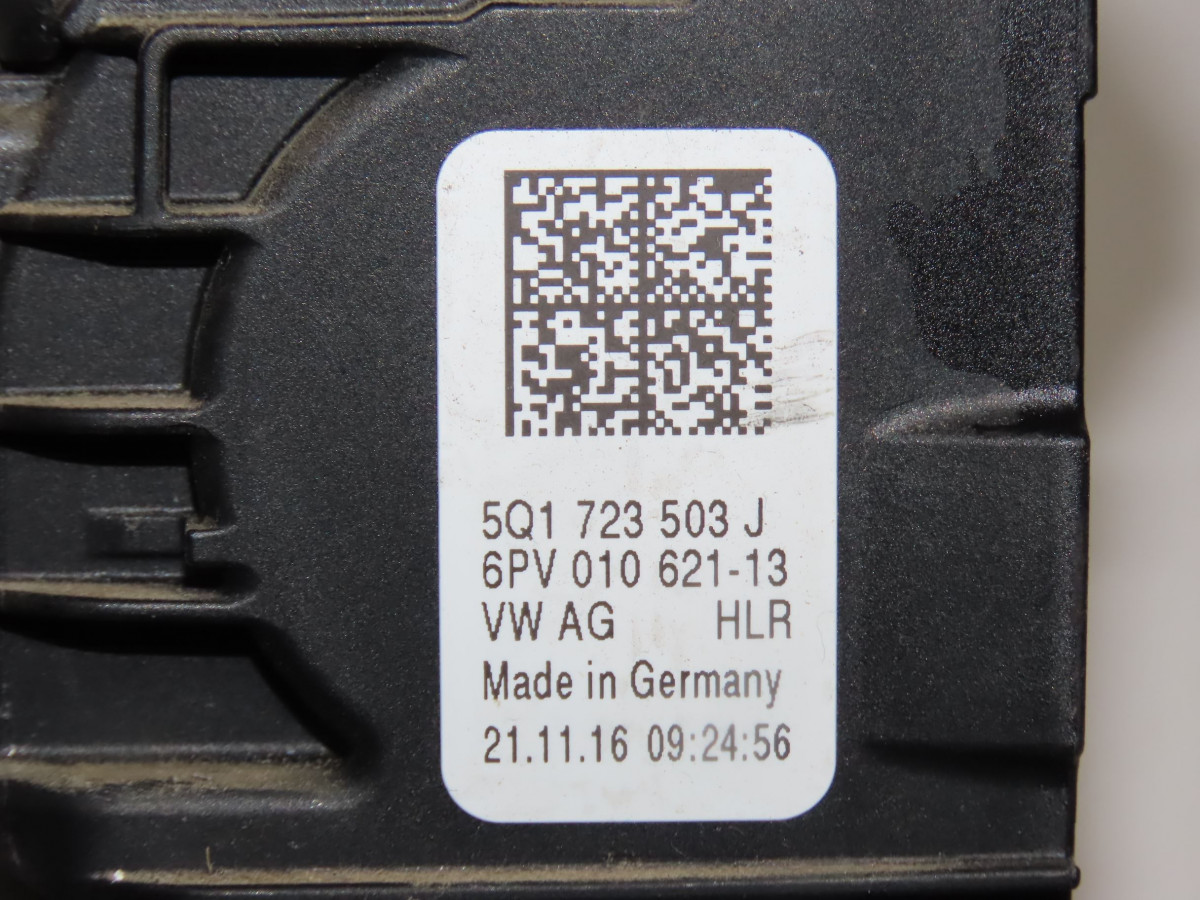 5Q1 723 503 J
6PV 010 621-13
VW AG HLR
Made in Germany
21.11.16 09:24:56